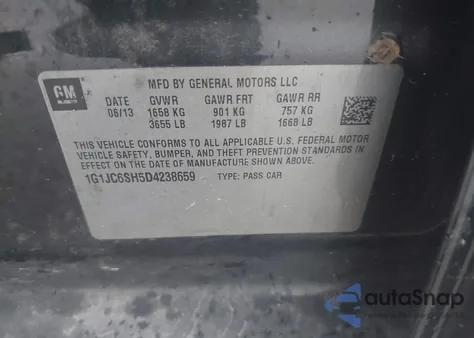 GM
MFD BY GENERAL MOTORS LLC
DATE GVWR GAWR FRT GAWR RR
06/13 1658 KG 901 KG 757 KG
3655 LB 1987 LB 1668 LB
THIS VEHICLE CONFORMS TO ALL APPLICABLE U.S. FEDERAL MOTOR
VEHICLE SAFETY, BUMPER, AND THEFT PREVENTION STANDARDS IN
EFFECT ON THE DATE OF MANUFACTURE SHOWN ABOVE.
1G1JC6SH5D4238659 TYPE: PASS CAR
autoSnap